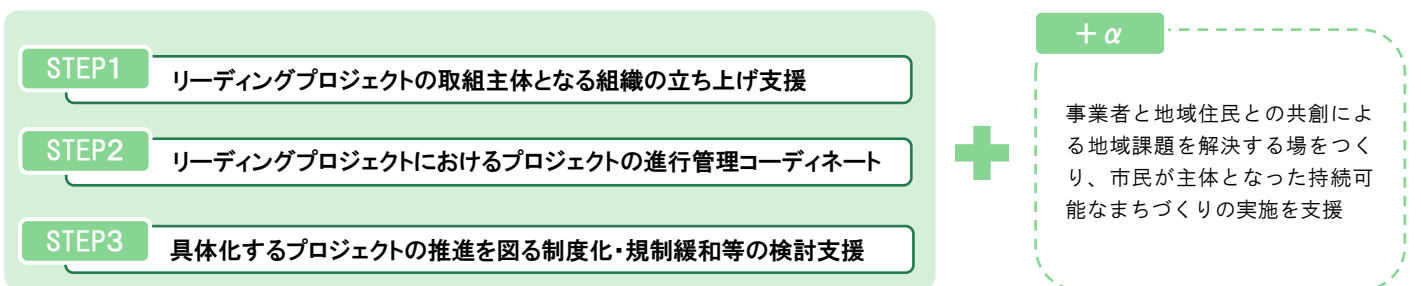 STEP1
リーディングプロジェクトの取組主体となる組織の立ち上げ支援
STEP2
リーディングプロジェクトにおけるプロジェクトの進行管理コーディネート
STEP3
具体化するプロジェクトの推進を図る制度化・規制緩和等の検討支援
＋α
事業者と地域住民との共創によ
る地域課題を解決する場をつく
り、市民が主体となった持続可
能なまちづくりの実施を支援